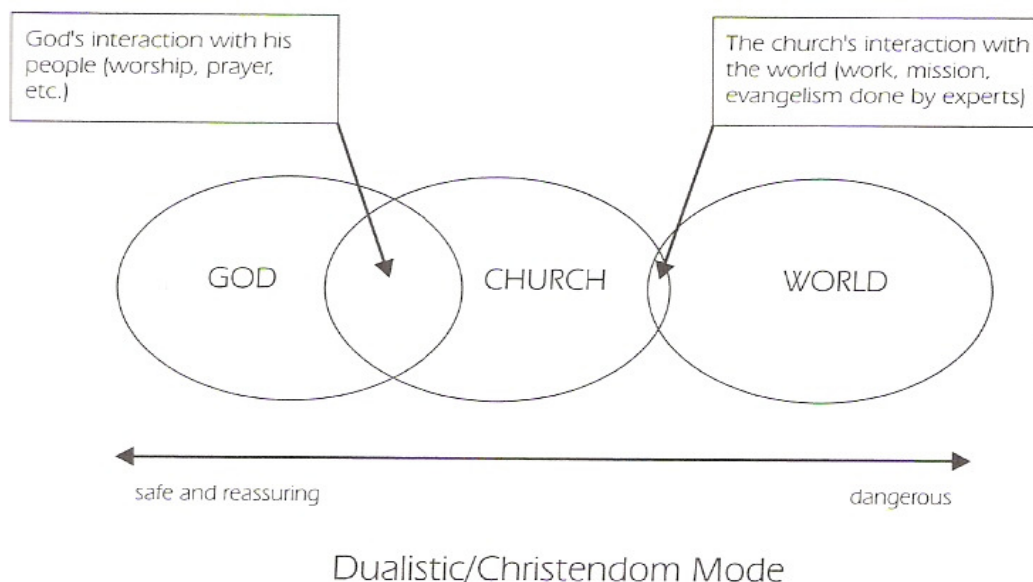 God's interaction with his
people (worship, prayer,
etc.)
The church's interaction with
the world (work, mission,
evangelism done by experts)
GOD
CHURCH
WORLD
safe and reassuring
dangerous
Dualistic/Christendom Mode